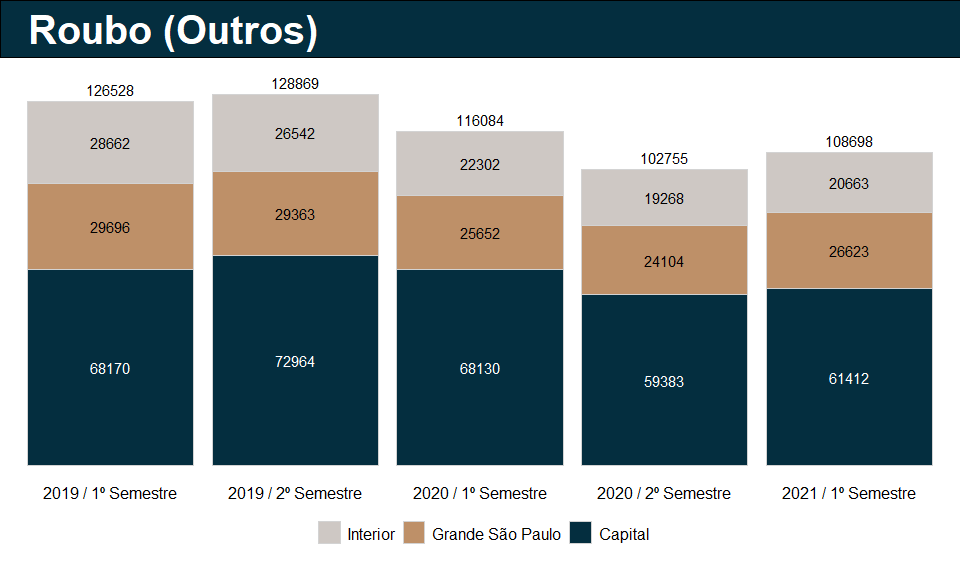 Roubo (Outros)
126528
128869
116084
102755
108698
28662
26542
22302
19268
20663
29696
29363
25652
24104
26623
68170
72964
68130
59383
61412
2019 / 1º Semestre
2019 / 2º Semestre
2020 / 1º Semestre
2020 / 2º Semestre
2021 / 1º Semestre
Interior
Grande São Paulo
Capital